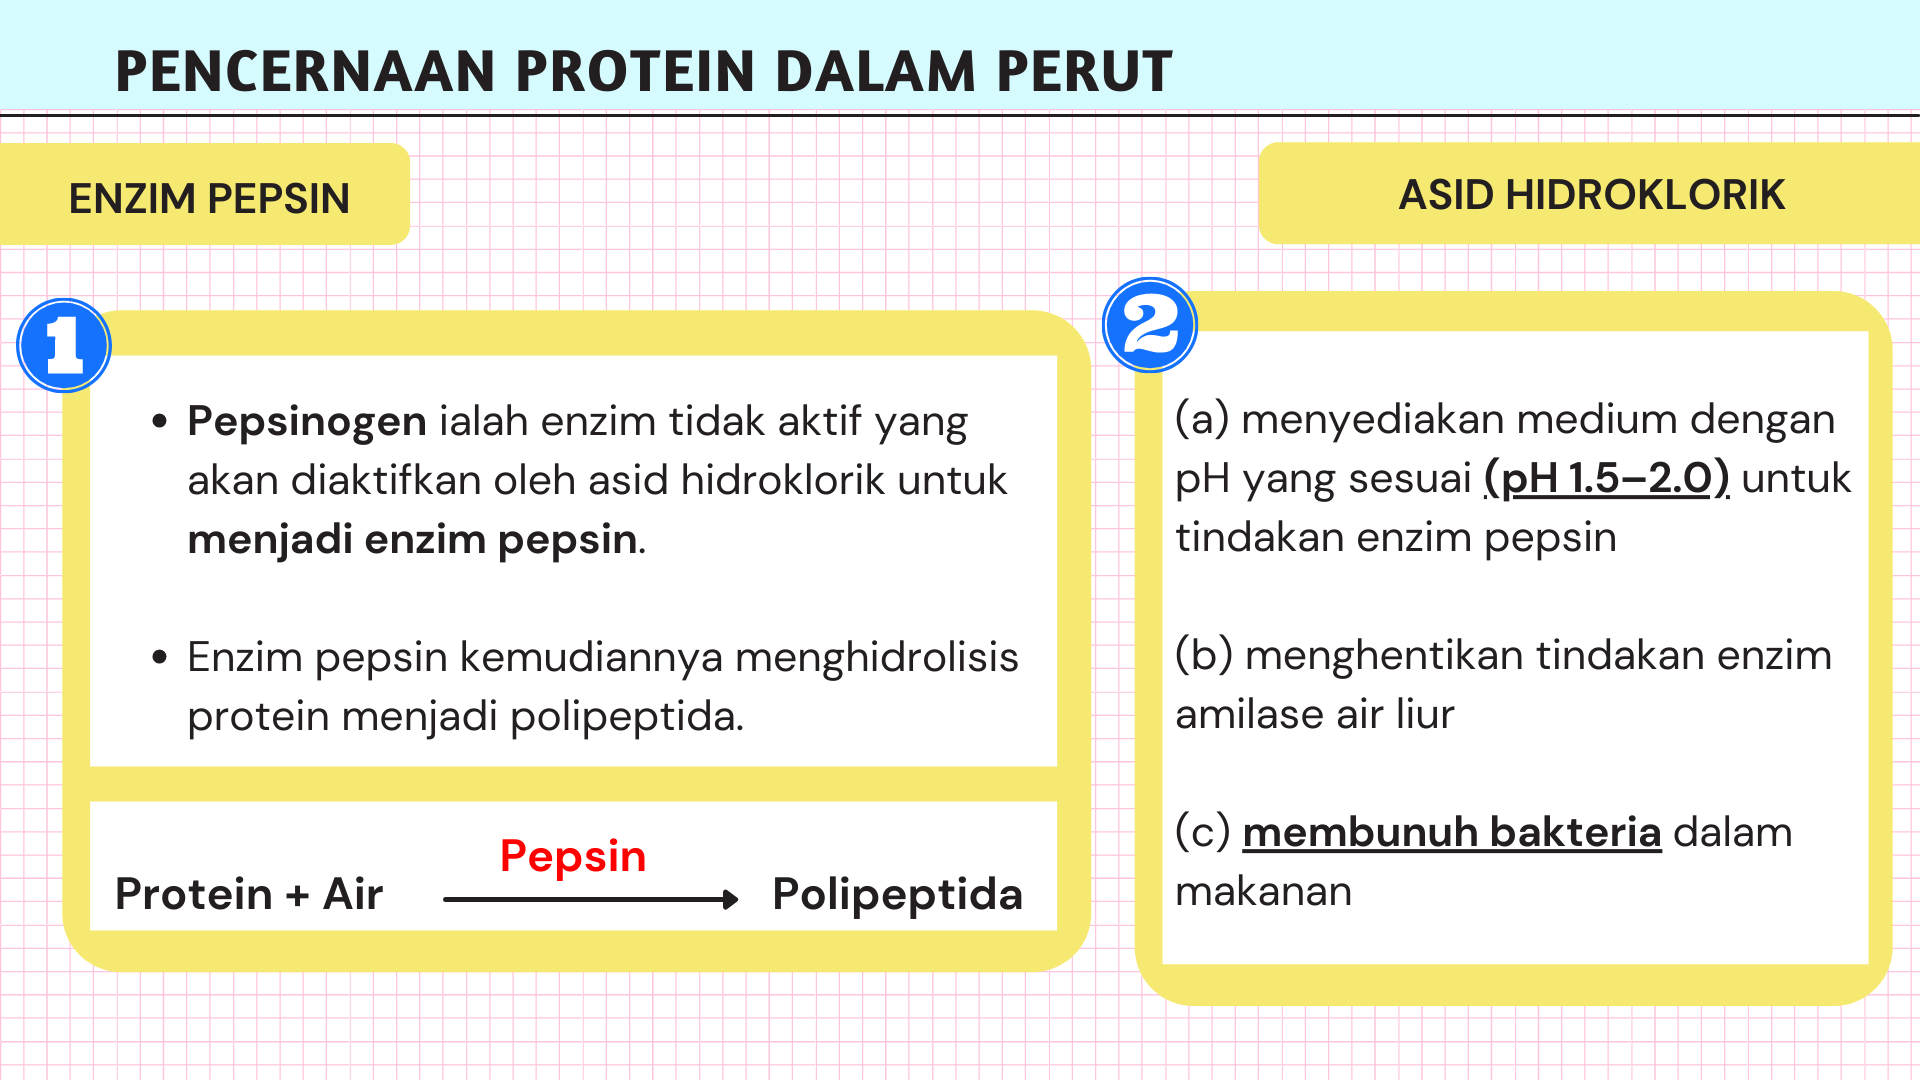 PENCERNAAN PROTEIN DALAM PERUT
ENZIM PEPSIN
1
• Pepsinogen ialah enzim tidak aktif yang
akan diaktifkan oleh asid hidroklorik untuk
menjadi enzim pepsin.
• Enzim pepsin kemudiannya menghidrolisis
protein menjadi polipeptida.
Pepsin
Protein + Air → Polipeptida
ASID HIDROKLORIK
2
(a) menyediakan medium dengan
pH yang sesuai (pH 1.5–2.0) untuk
tindakan enzim pepsin
(b) menghentikan tindakan enzim
amilase air liur
(c) membunuh bakteria dalam
makanan